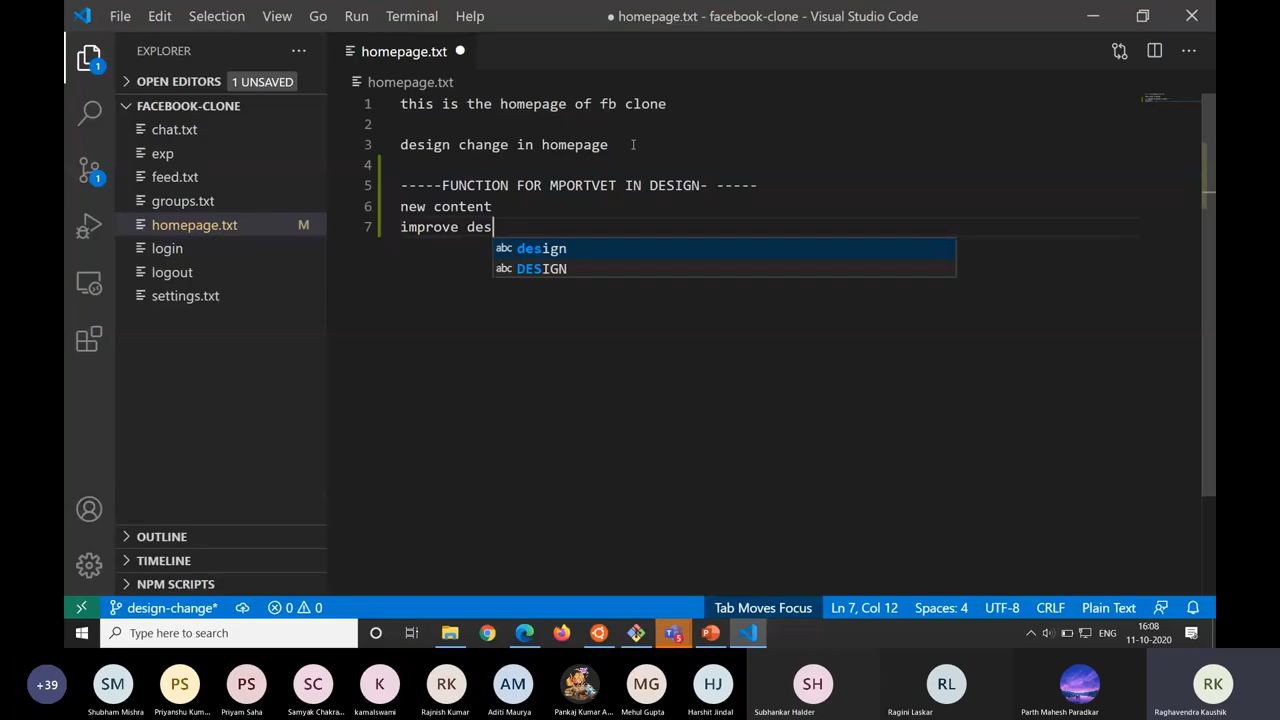 File Edit Selection View Go Run Terminal Help
● homepage.txt - facebook-clone - Visual Studio Code
EXPLORER
homepage.txt
OPEN EDITORS 1 UNSAVED
FACEBOOK-CLONE
chat.txt
exp
feed.txt
groups.txt
homepage.txt M
login
logout
settings.txt
OUTLINE
TIMELINE
NPM SCRIPTS
1
1
homepage.txt
1 this is the homepage of fb clone
2
3 design change in homepage
4
5 -----FUNCTION FOR MPORTVET IN DESIGN- -----
6 new content
7 improve des
abc design
abc DESIGN
design-change* 0 0 Tab Moves Focus Ln 7, Col 12 Spaces: 4 UTF-8 CRLF Plain Text
Type here to search
ENG
16:08
11-10-2020
+39 SM PS PS SC K RK AM MG HJ SH RL RK
Shubham Mishra Priyanshu Kum... Priyam Saha Samyak Chakra... kamalswami Rajnish Kumar Aditi Maurya Pankaj Kumar A... Mehul Gupta Harshit Jindal Subhankar Halder Ragini Laskar Parth Mahesh Paradkar Raghavendra Kaushik